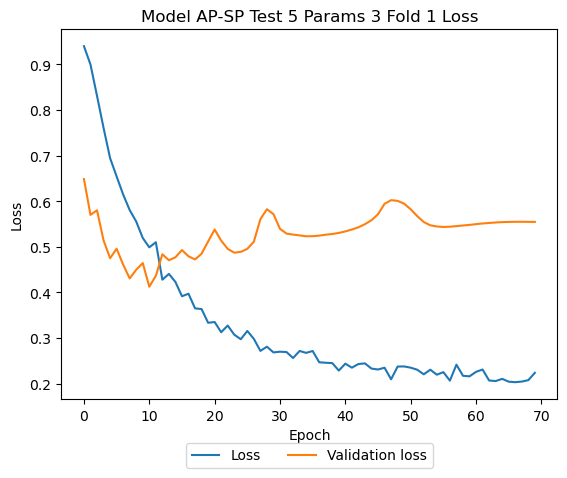 Model AP-SP Test 5 Params 3 Fold 1 Loss
Loss
0.9
0.8
0.7
0.6
0.5
0.4
0.3
0.2
0 10 20 30 40 50 60 70
Epoch
Loss Validation loss